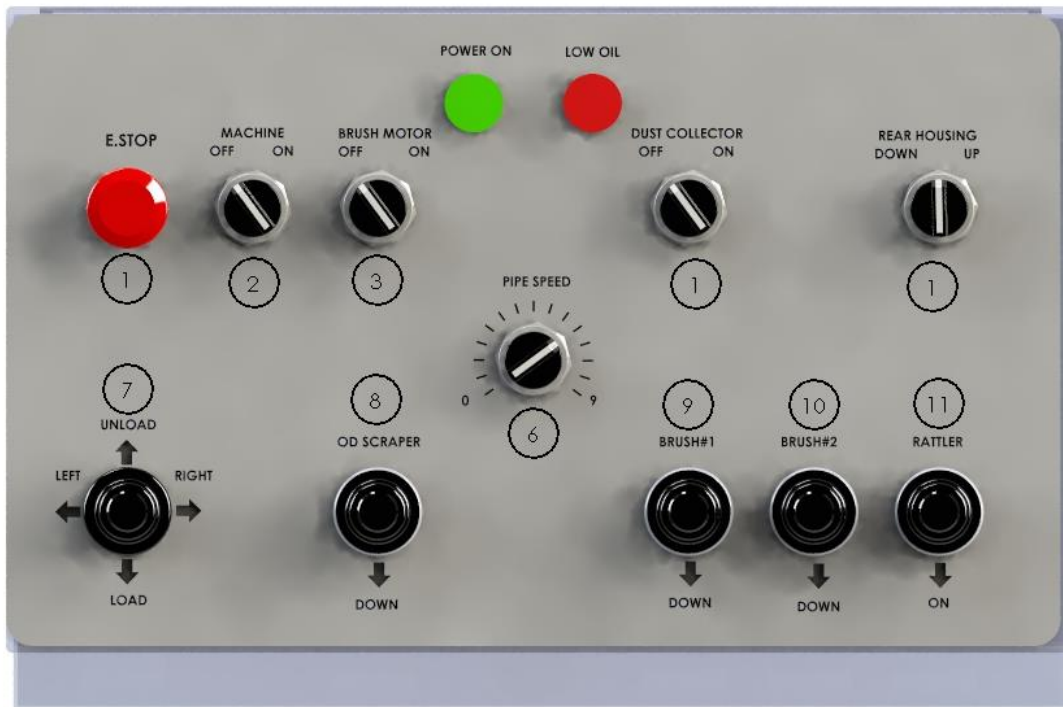 POWER ON
LOW OIL
E.STOP
MACHINE
OFF ON
BRUSH MOTOR
OFF ON
DUST COLLECTOR
OFF ON
REAR HOUSING
DOWN UP
1
2
3
1
1
PIPE SPEED
0 9
6
7
UNLOAD
LEFT RIGHT
LOAD
8
OD SCRAPER
DOWN
9
BRUSH#1
DOWN
10
BRUSH#2
DOWN
11
RATTLER
ON